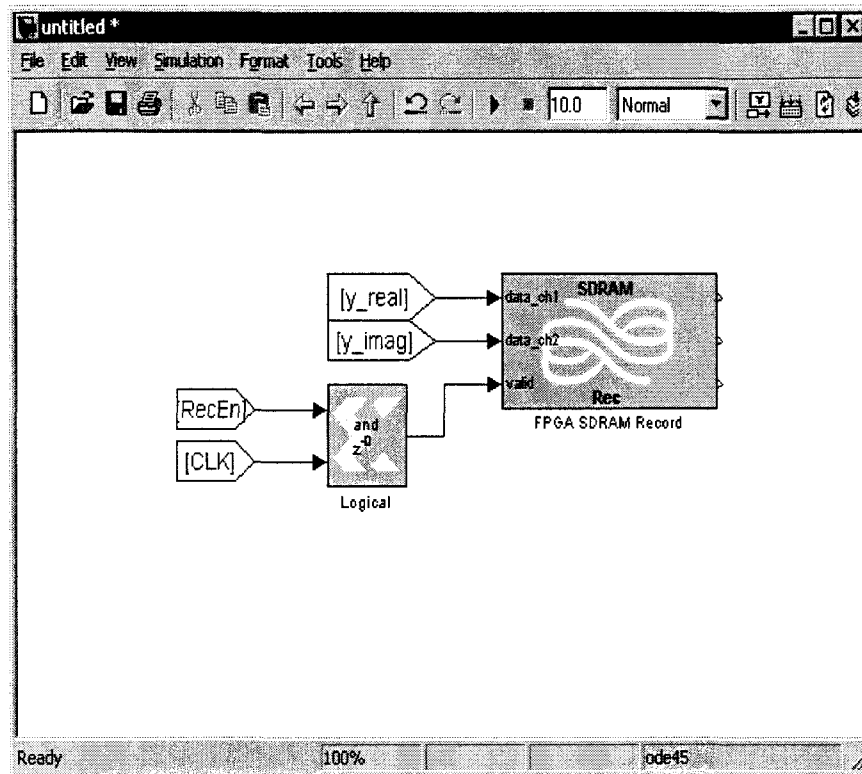 untitled *
File Edit View Simulation Format Tools Help
10.0 Normal
[y_real]
[y_imag]
[RecEn]
[CLK]
and
z-0
Logical
SDRAM
data_ch1
data_ch2
valid
Rec
FPGA SDRAM Record
Ready 100% ode45